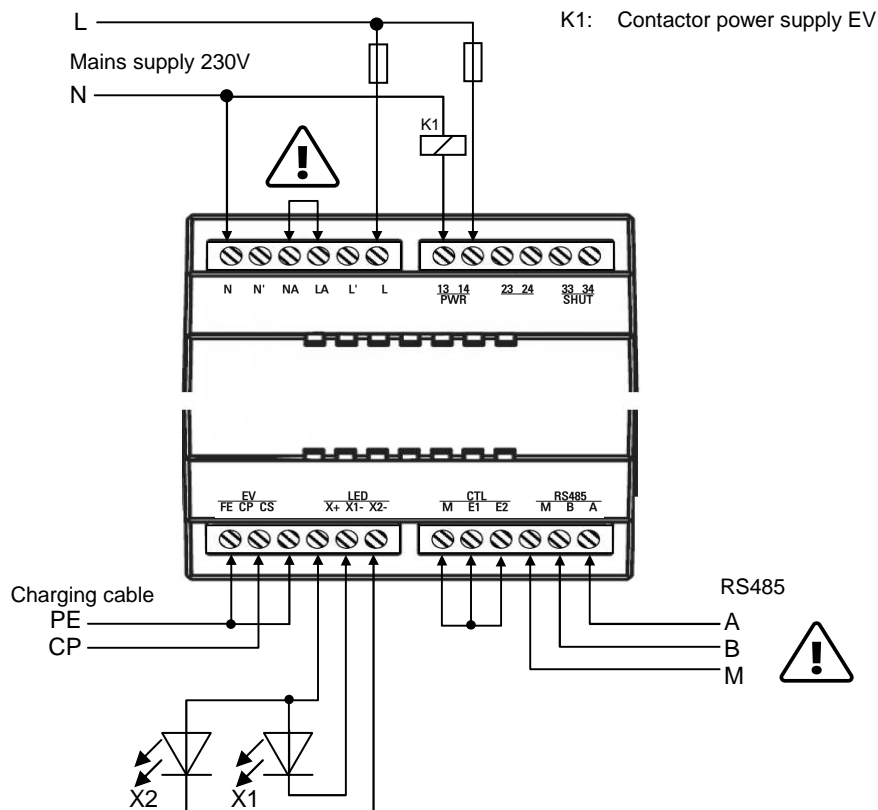 L
K1: Contactor power supply EV
Mains supply 230V
N
K1
N N' NA LA L' L 13 14 23 24 33 34
PWR SHUT
EV LED CTL RS485
FE CP CS X+ X1- X2- M E1 E2 M B A
Charging cable
RS485
PE
A
CP
B
M
X2 X1